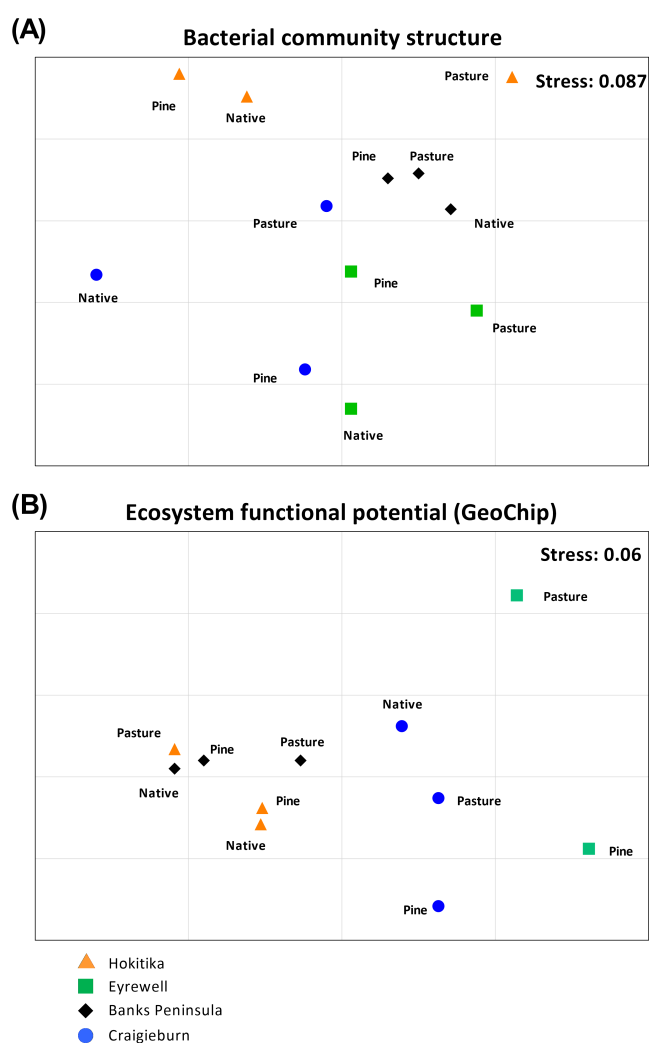 (A)
Bacterial community structure
Pasture
Stress: 0.087
Pine
Native
Pine
Pasture
Pasture
Native
Native
Pine
Pasture
Pine
Native
(B)
Ecosystem functional potential (GeoChip)
Stress: 0.06
Pasture
Native
Pasture
Pine
Pasture
Native
Pine
Pasture
Native
Pine
Pine
Hokitika
Eyrewell
Banks Peninsula
Craigieburn